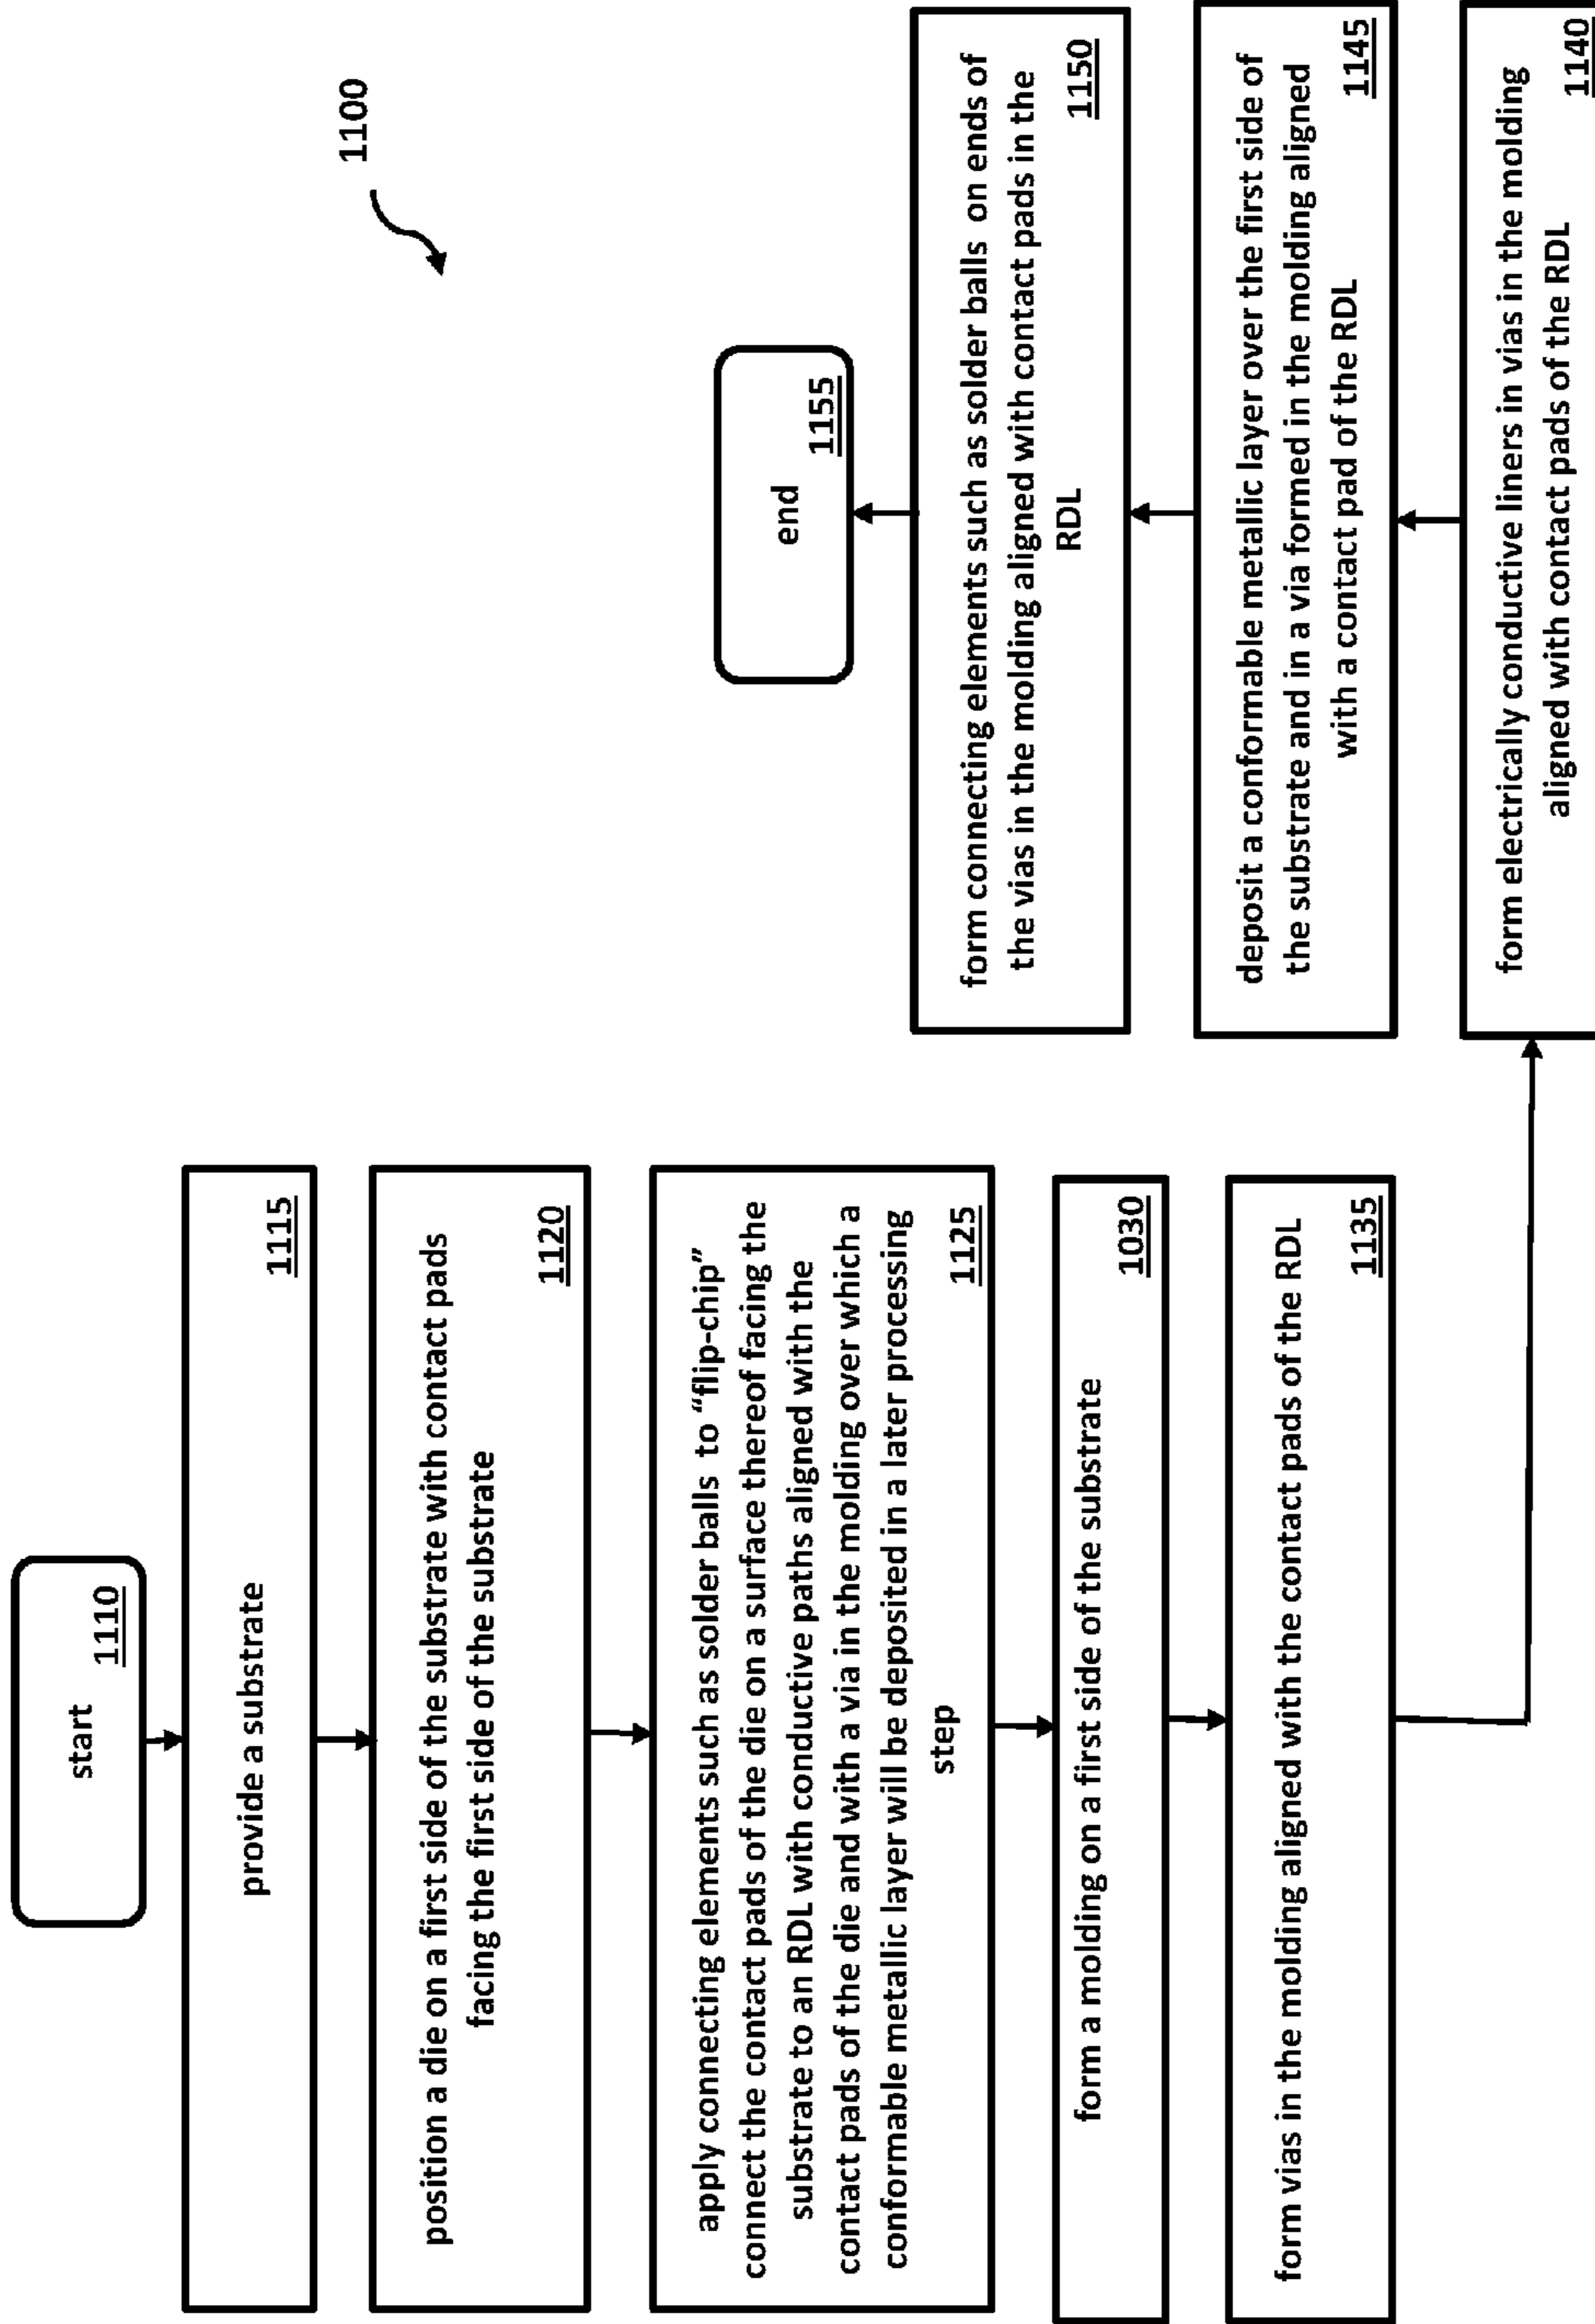 1100
start
1110
provide a substrate
1115
position a die on a first side of the substrate with contact pads
facing the first side of the substrate
1120
apply connecting elements such as solder balls to “flip-chip”
connect the contact pads of the die on a surface thereof facing the
substrate to an RDL with conductive paths aligned with the
contact pads of the die and with a via in the molding over which a
conformable metallic layer will be deposited in a later processing
step
1125
form a molding on a first side of the substrate
1030
form vias in the molding aligned with the contact pads of the RDL
1135
form electrically conductive liners in vias in the molding
aligned with contact pads of the RDL
1140
deposit a conformable metallic layer over the first side of
the substrate and in a via formed in the molding aligned
with a contact pad of the RDL
1145
form connecting elements such as solder balls on ends of
the vias in the molding aligned with contact pads in the
RDL
1150
end
1155